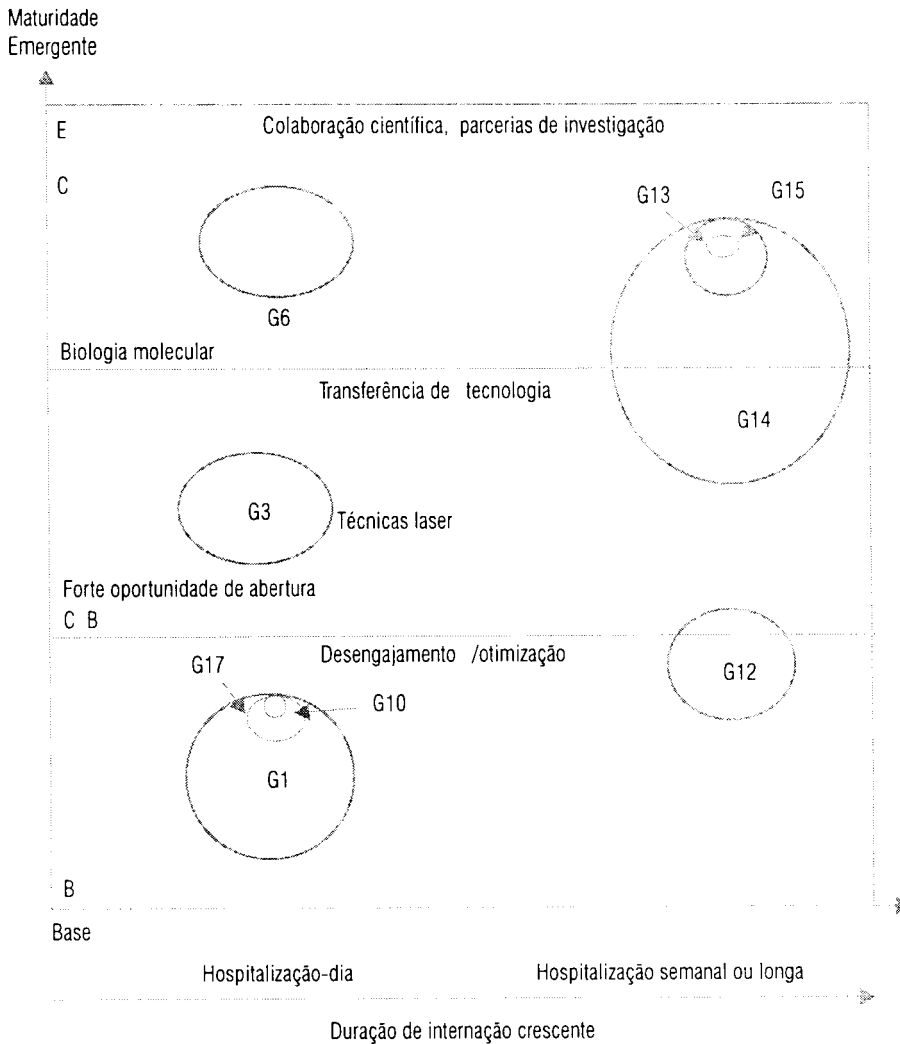 Maturidade
Emergente
E
Colaboração científica, parcerias de investigação
C
G13
G15
G6
Biologia molecular
Transferência de tecnologia
G14
G3
Técnicas laser
Forte oportunidade de abertura
C B
Desengajamento /otimização
G17
G12
G10
G1
B
Base
Hospitalização-dia
Hospitalização semanal ou longa
Duração de internação crescente